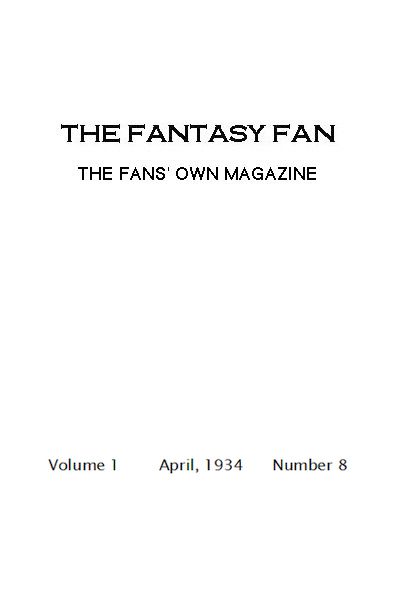 THE FANTASY FAN
THE FANS' OWN MAGAZINE
Volume 1 April, 1934 Number 8